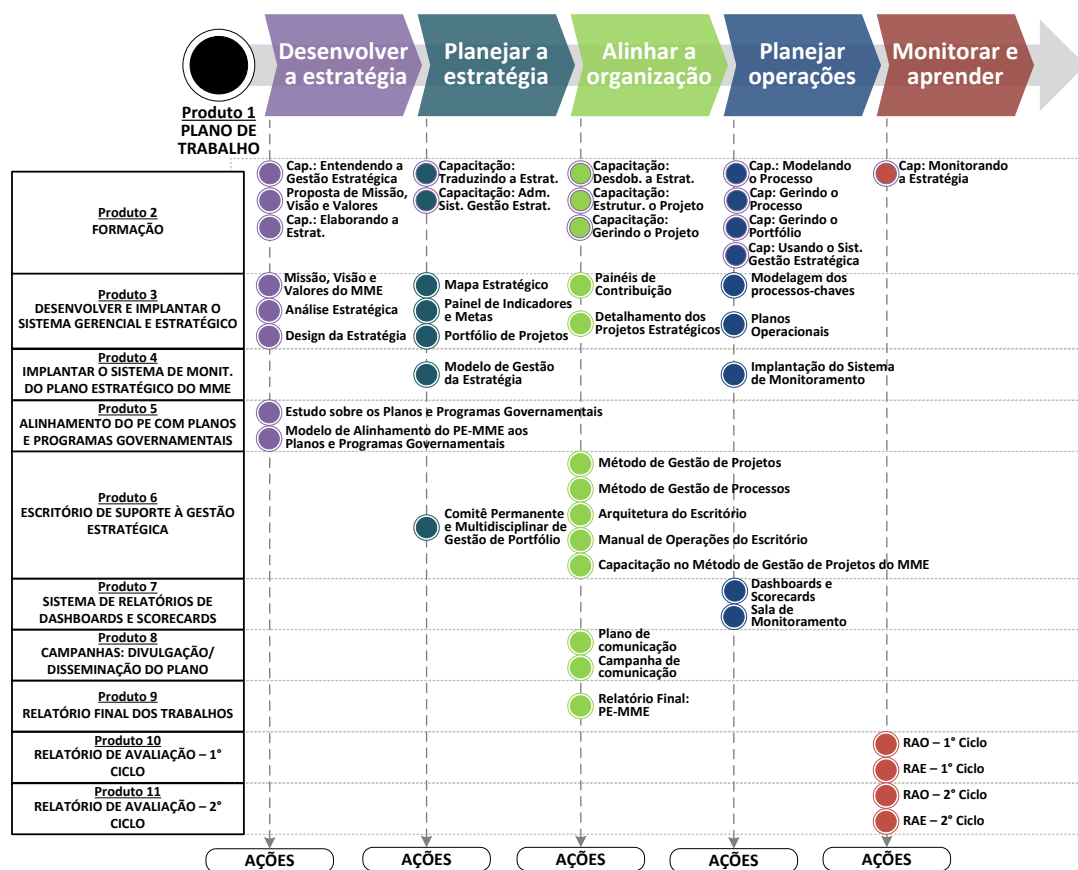 Desenvolver
a estratégia
Planejar a
estratégia
Alinhar a
organização
Planejar
operações
Monitorar e
aprender
Produto 1
PLANO DE
TRABALHO
Produto 2
FORMAÇÃO
Cap.: Entendendo a
Gestão Estratégica
Proposta de Missão,
Visão e Valores
Cap.: Elaborando a
Estrat.
Capacitação:
Traduzindo a Estrat.
Capacitação: Adm.
Sist. Gestão Estrat.
Capacitação:
Desdob. a Estrat.
Capacitação:
Estrutur. o Projeto
Capacitação:
Gerindo o Projeto
Cap.: Modelando
o Processo
Cap: Gerindo o
Processo
Cap: Gerindo o
Portfólio
Cap: Usando o Sist.
Gestão Estratégica
Cap: Monitorando
a Estratégia
Produto 3
DESENVOLVER E IMPLANTAR O
SISTEMA GERENCIAL E ESTRATÉGICO
Missão, Visão e
Valores do MME
Análise Estratégica
Design da Estratégia
Mapa Estratégico
Painel de Indicadores
e Metas
Portfólio de Projetos
Painéis de
Contribuição
Detalhamento dos
Projetos Estratégicos
Modelagem dos
processos-chaves
Planos
Operacionais
Produto 4
IMPLANTAR O SISTEMA DE MONIT.
DO PLANO ESTRATÉGICO DO MME
Modelo de Gestão
da Estratégia
Implantação do Sistema
de Monitoramento
Produto 5
ALINHAMENTO DO PE COM PLANOS
E PROGRAMAS GOVERNAMENTAIS
Estudo sobre os Planos e Programas Governamentais
Modelo de Alinhamento do PE-MME aos
Planos e Programas Governamentais
Produto 6
ESCRITÓRIO DE SUPORTE À GESTÃO
ESTRATÉGICA
Comitê Permanente
e Multidisciplinar de
Gestão de Portfólio
Método de Gestão de Projetos
Método de Gestão de Processos
Arquitetura do Escritório
Manual de Operações do Escritório
Capacitação no Método de Gestão de Projetos do MME
Produto 7
SISTEMA DE RELATÓRIOS DE
DASHBOARDS E SCORECARDS
Dashboards e
Scorecards
Sala de
Monitoramento
Produto 8
CAMPANHAS: DIVULGAÇÃO/
DISSEMINAÇÃO DO PLANO
Plano de
comunicação
Campanha de
comunicação
Produto 9
RELATÓRIO FINAL DOS TRABALHOS
Relatório Final:
PE-MME
Produto 10
RELATÓRIO DE AVALIAÇÃO – 1°
CICLO
RAO – 1° Ciclo
RAE – 1° Ciclo
Produto 11
RELATÓRIO DE AVALIAÇÃO – 2°
CICLO
RAO – 2° Ciclo
RAE – 2° Ciclo
AÇÕES
AÇÕES
AÇÕES
AÇÕES
AÇÕES